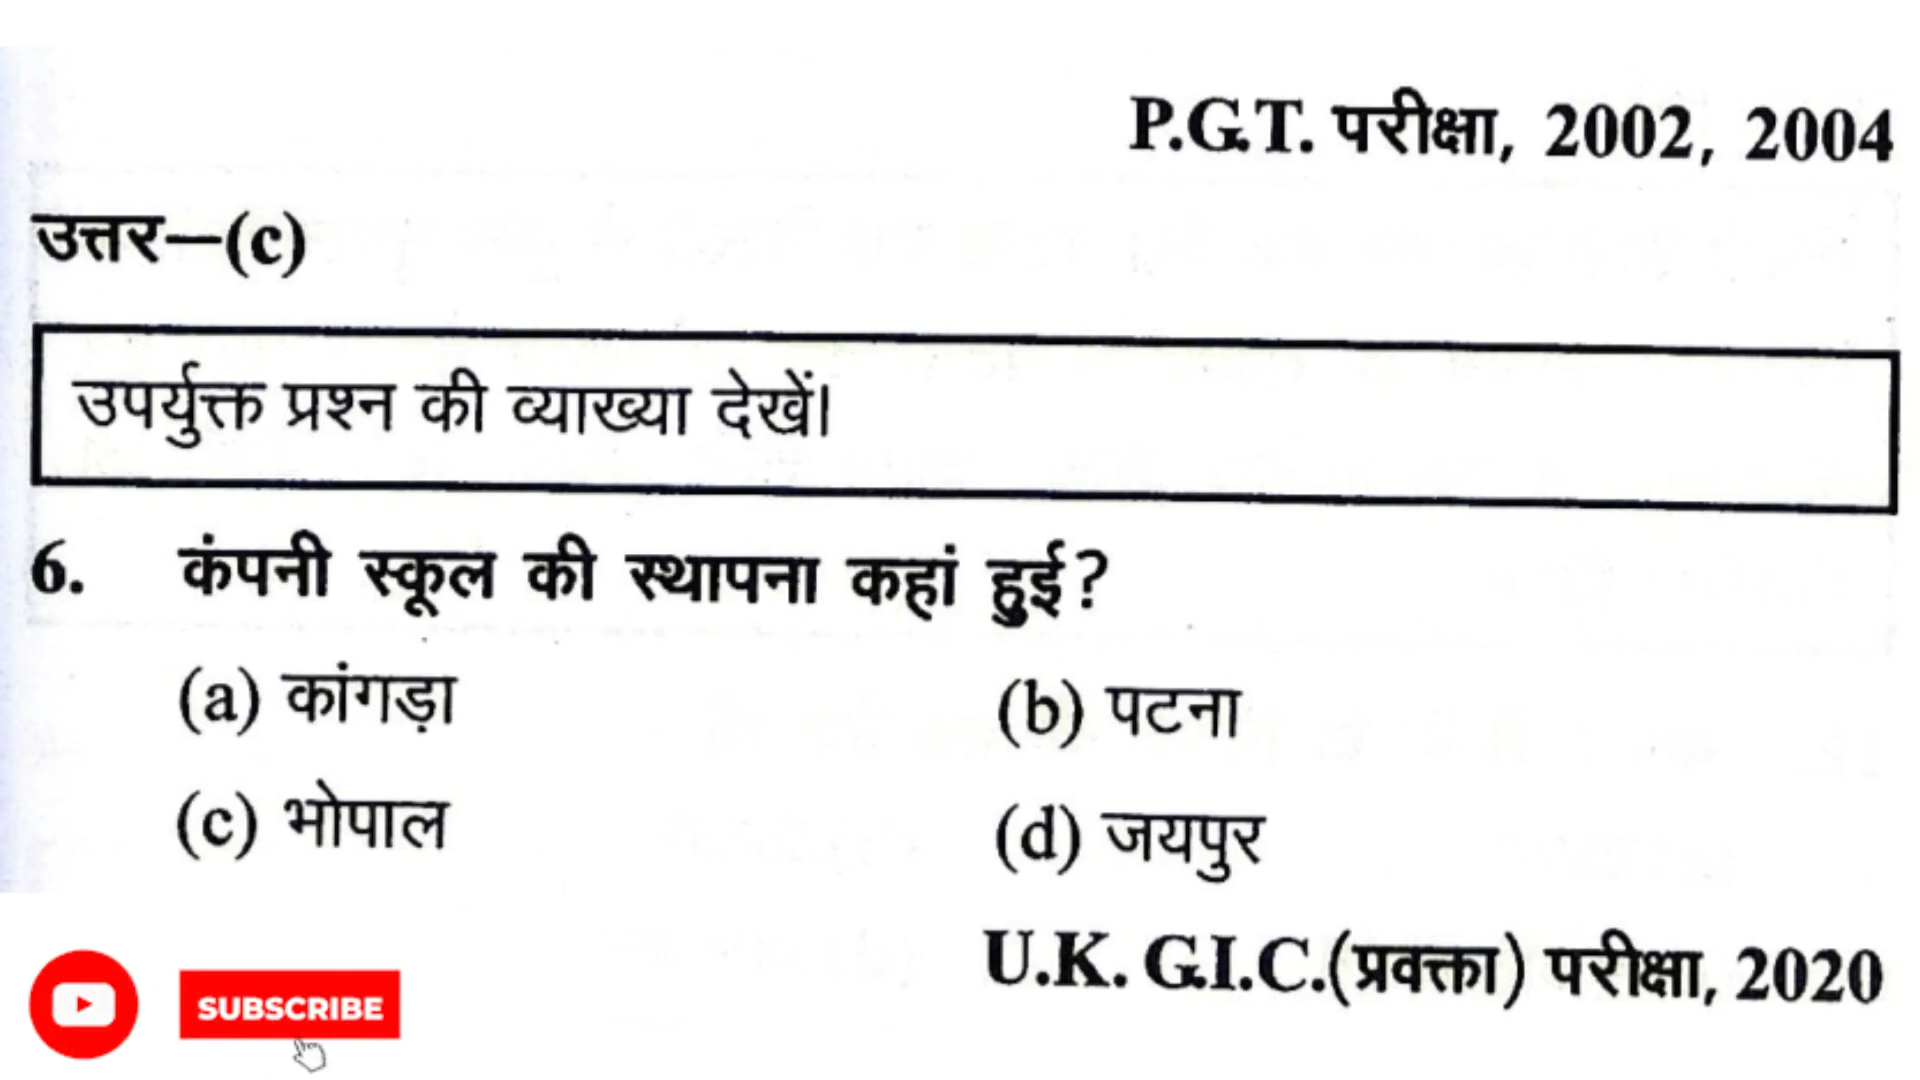 P.G.T. परीक्षा, 2002, 2004
उत्तर—(c)
उपर्युक्त प्रश्न की व्याख्या देखें।
6. कंपनी स्कूल की स्थापना कहां हुई?
(a) कांगड़ा (b) पटना
(c) भोपाल (d) जयपुर
U.K. G.I.C.(प्रवक्ता) परीक्षा, 2020
SUBSCRIBE